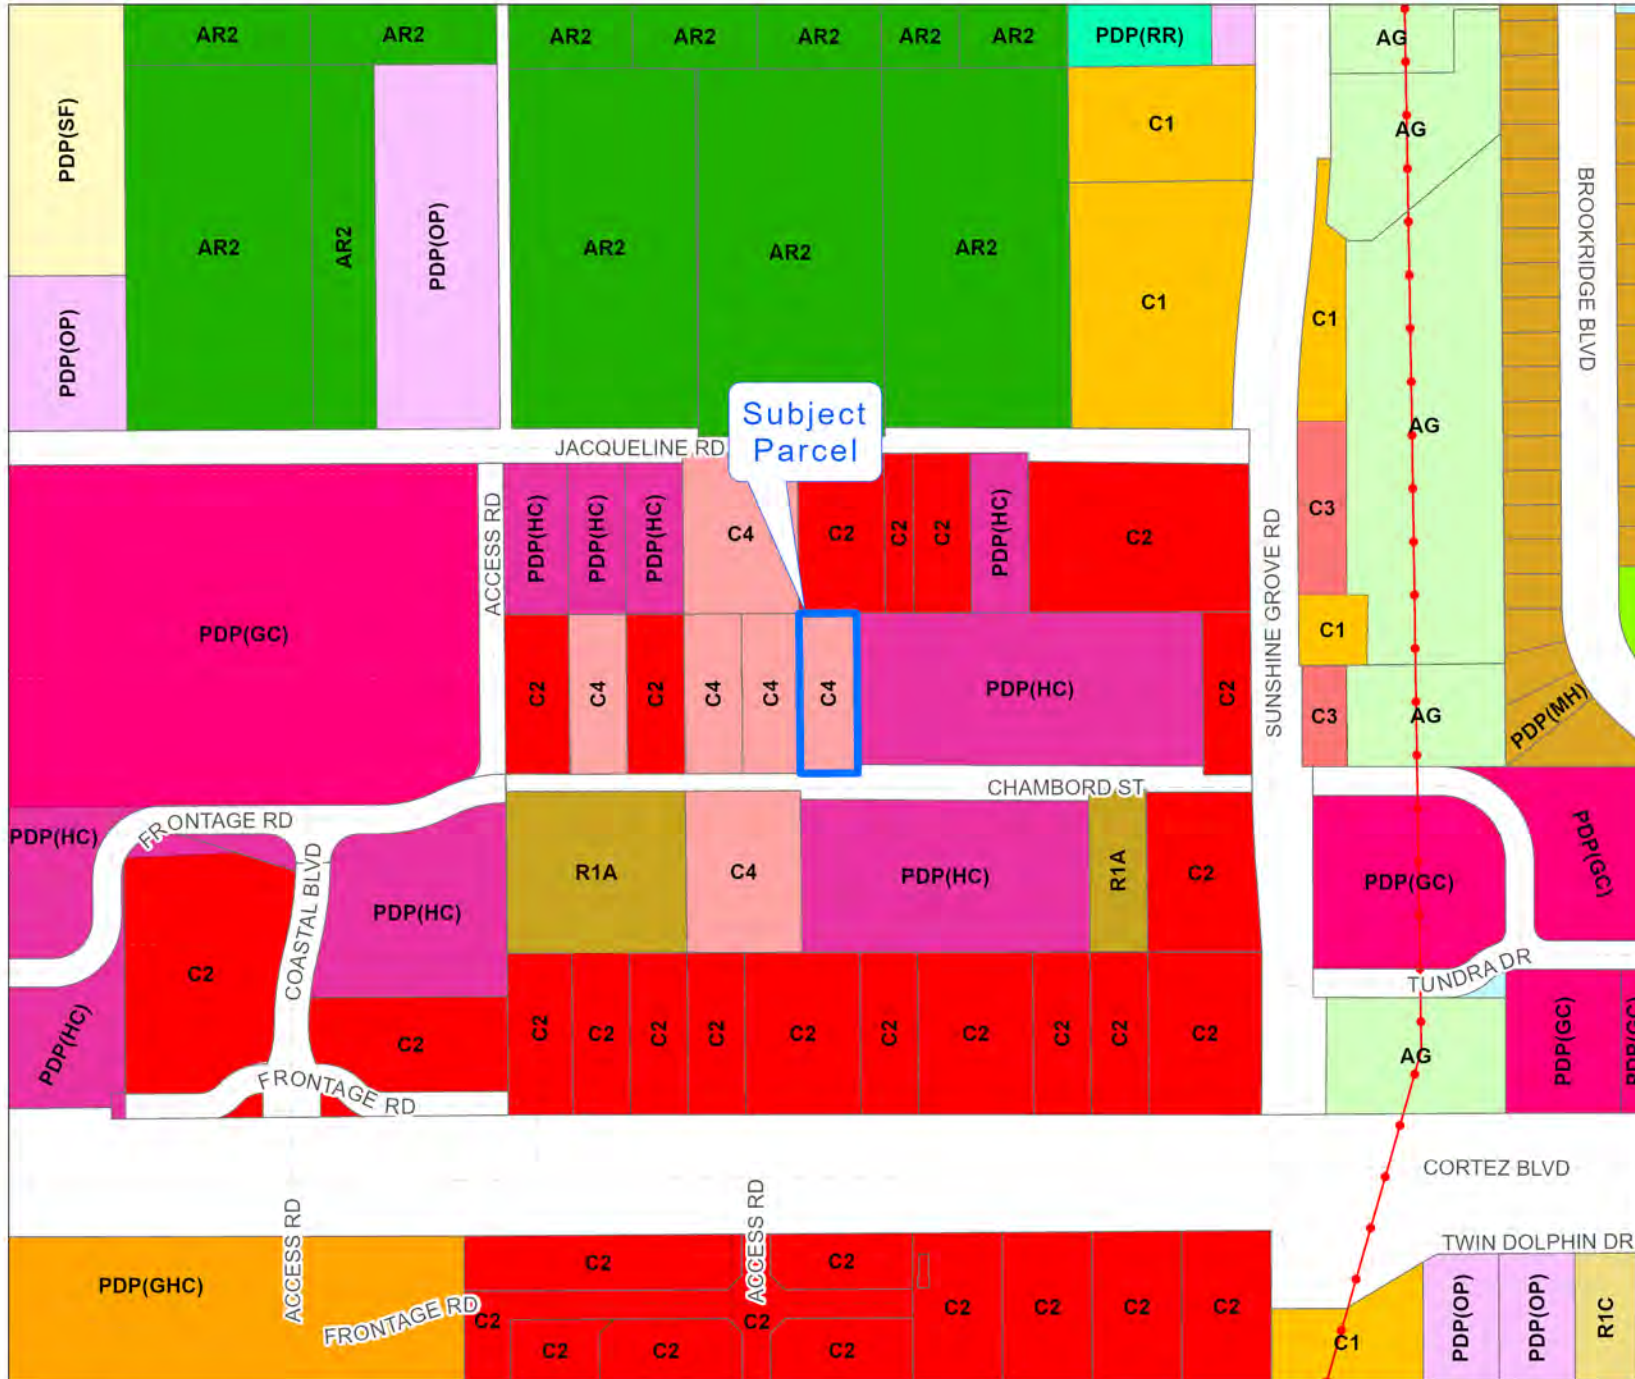 AR2
AR2
AR2
AR2
AR2
AR2
AR2
PDP(RR)
AG
PDP(SF)
C1
AG
AR2
AR2
PDP(OP)
AR2
AR2
AR2
C1
C1
BROOKRIDGE BLVD
PDP(OP)
AG
Subject
Parcel
JACQUELINE RD
ACCESS RD
PDP(HC)
PDP(HC)
PDP(HC)
C4
C2
C2
C2
PDP(HC)
C2
SUNSHINE GROVE RD
C3
PDP(GC)
C1
C2
C4
C2
C4
C4
C4
PDP(HC)
C2
C3
AG
PDP(MH)
CHAMBORD ST
FRONTAGE RD
PDP(HC)
COASTAL BLVD
PDP(HC)
R1A
C4
PDP(HC)
R1A
C2
PDP(GC)
PDP(GC)
C2
TUNDRA DR
PDP(HC)
C2
C2
C2
C2
C2
C2
C2
C2
C2
C2
C2
AG
PDP(GC)
PDP(GC)
FRONTAGE RD
CORTEZ BLVD
ACCESS RD
ACCESS RD
TWIN DOLPHIN DR
PDP(GHC)
FRONTAGE RD
C2
C2
C2
C2
C2
C2
C2
C2
C2
C2
C2
C1
PDP(OP)
PDP(OP)
R1C